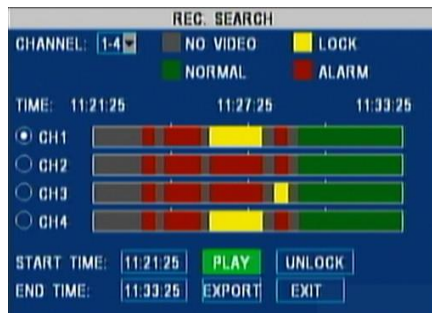 REC. SEARCH
CHANNEL: 1-4 NO VIDEO LOCK
NORMAL ALARM
TIME: 11:21:25 11:27:25 11:33:25
CH1
CH2
CH3
CH4
START TIME: 11:21:25 PLAY UNLOCK
END TIME: 11:33:25 EXPORT EXIT